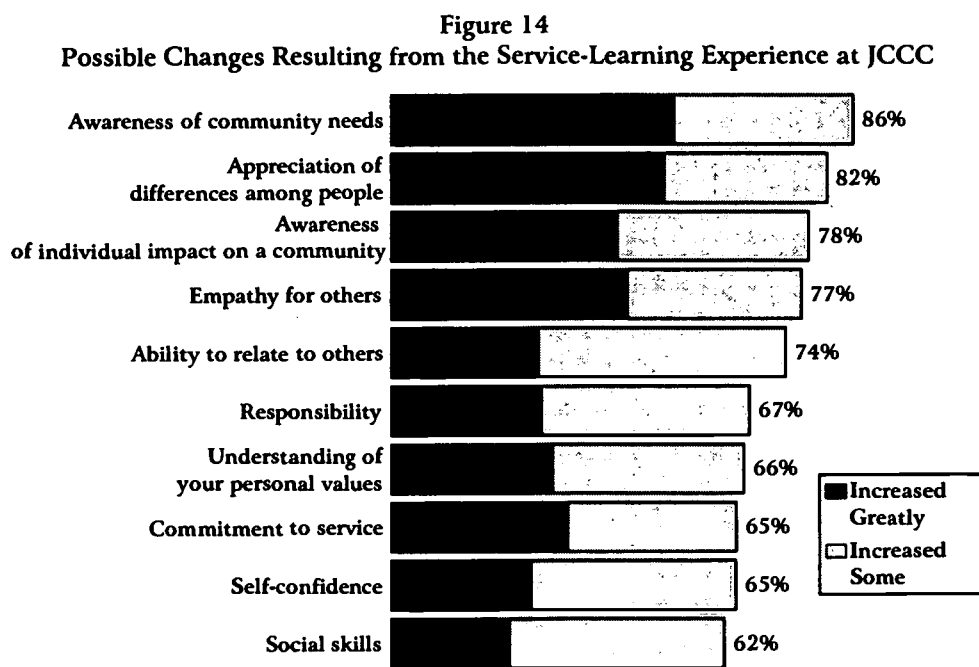 Figure 14
Possible Changes Resulting from the Service-Learning Experience at JCCC
Awareness of community needs
86%
Appreciation of
differences among people
82%
Awareness
of individual impact on a community
78%
Empathy for others
77%
Ability to relate to others
74%
Responsibility
67%
Understanding of
your personal values
66%
Commitment to service
65%
Self-confidence
65%
Social skills
62%
Increased
Greatly
Increased
Some